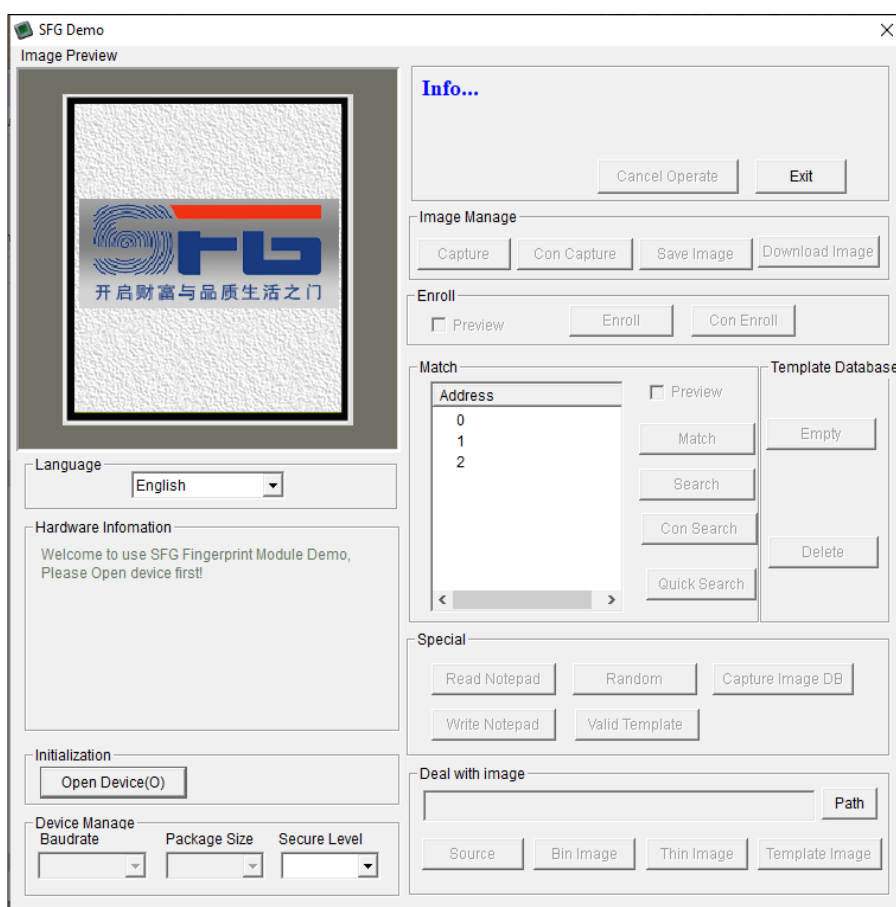 SFG Demo
Image Preview
SFG
开启财富与品质生活之门
Language
English
Hardware Infomation
Welcome to use SFG Fingerprint Module Demo,
Please Open device first!
Initialization
Open Device(O)
Device Manage
Baudrate Package Size Secure Level
Info...
Cancel Operate Exit
Image Manage
Capture Con Capture Save Image Download Image
Enroll
Preview Enroll Con Enroll
Match
Address
0
1
2
Preview
Match
Search
Con Search
Quick Search
Template Database
Empty
Delete
Special
Read Notepad Random Capture Image DB
Write Notepad Valid Template
Deal with image
Path
Source Bin Image Thin Image Template Image